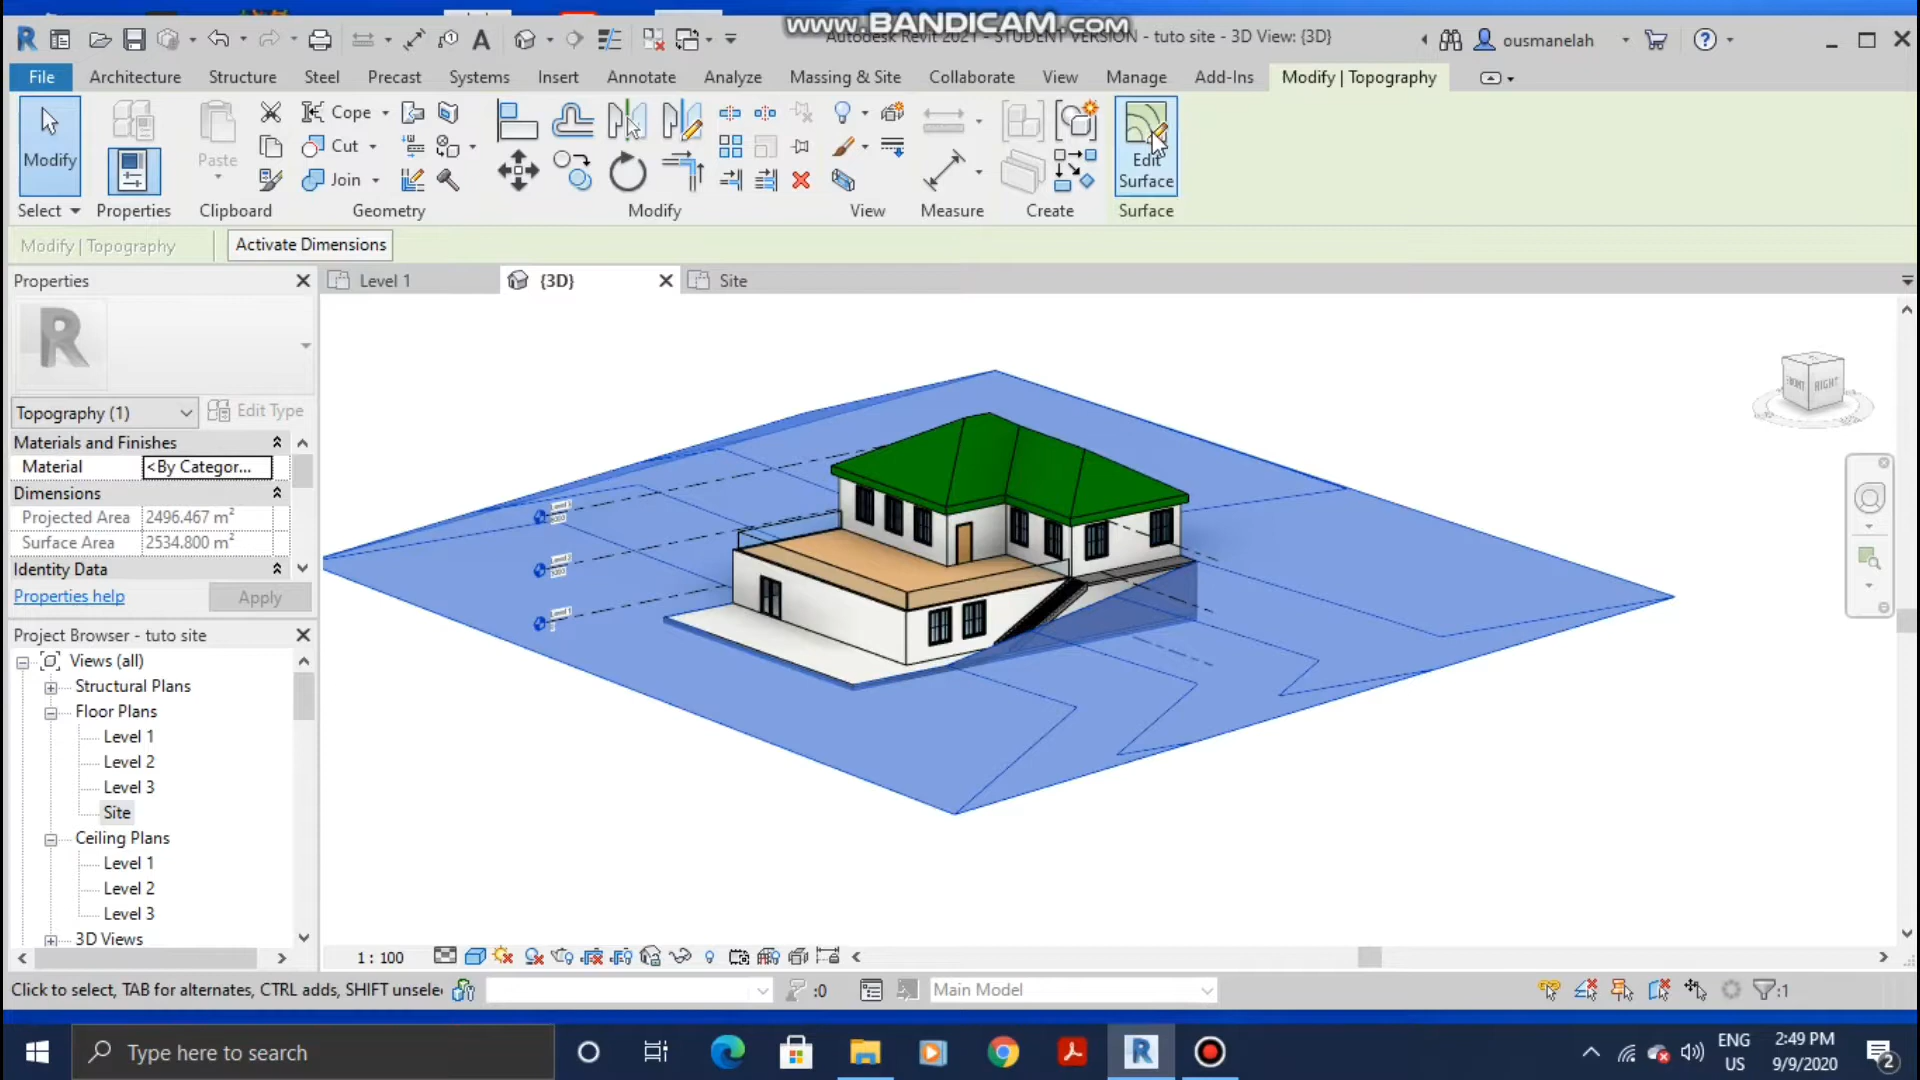 www.BANDICAM.com
Autodesk Revit 2021 - STUDENT VERSION - tuto site - 3D View: {3D}
ousmanelah
File Architecture Structure Steel Precast Systems Insert Annotate Analyze Massing & Site Collaborate View Manage Add-Ins Modify | Topography
Modify
Paste
Cope
Cut
Join
Edit
Surface
Select Properties Clipboard Geometry Modify View Measure Create Surface
Modify | Topography Activate Dimensions
Properties
Level 1 {3D} Site
R
Topography (1) Edit Type
Materials and Finishes
Material <By Categor...
Dimensions
Projected Area 2496.467 m²
Surface Area 2534.800 m²
Identity Data
Properties help Apply
FRONT RIGHT
Project Browser - tuto site
Views (all)
Structural Plans
Floor Plans
Level 1
Level 2
Level 3
Site
Ceiling Plans
Level 1
Level 2
Level 3
3D Views
1 : 100
Click to select, TAB for alternates, CTRL adds, SHIFT unselec :0 Main Model :1
Type here to search
ENG
US
2:49 PM
9/9/2020
2